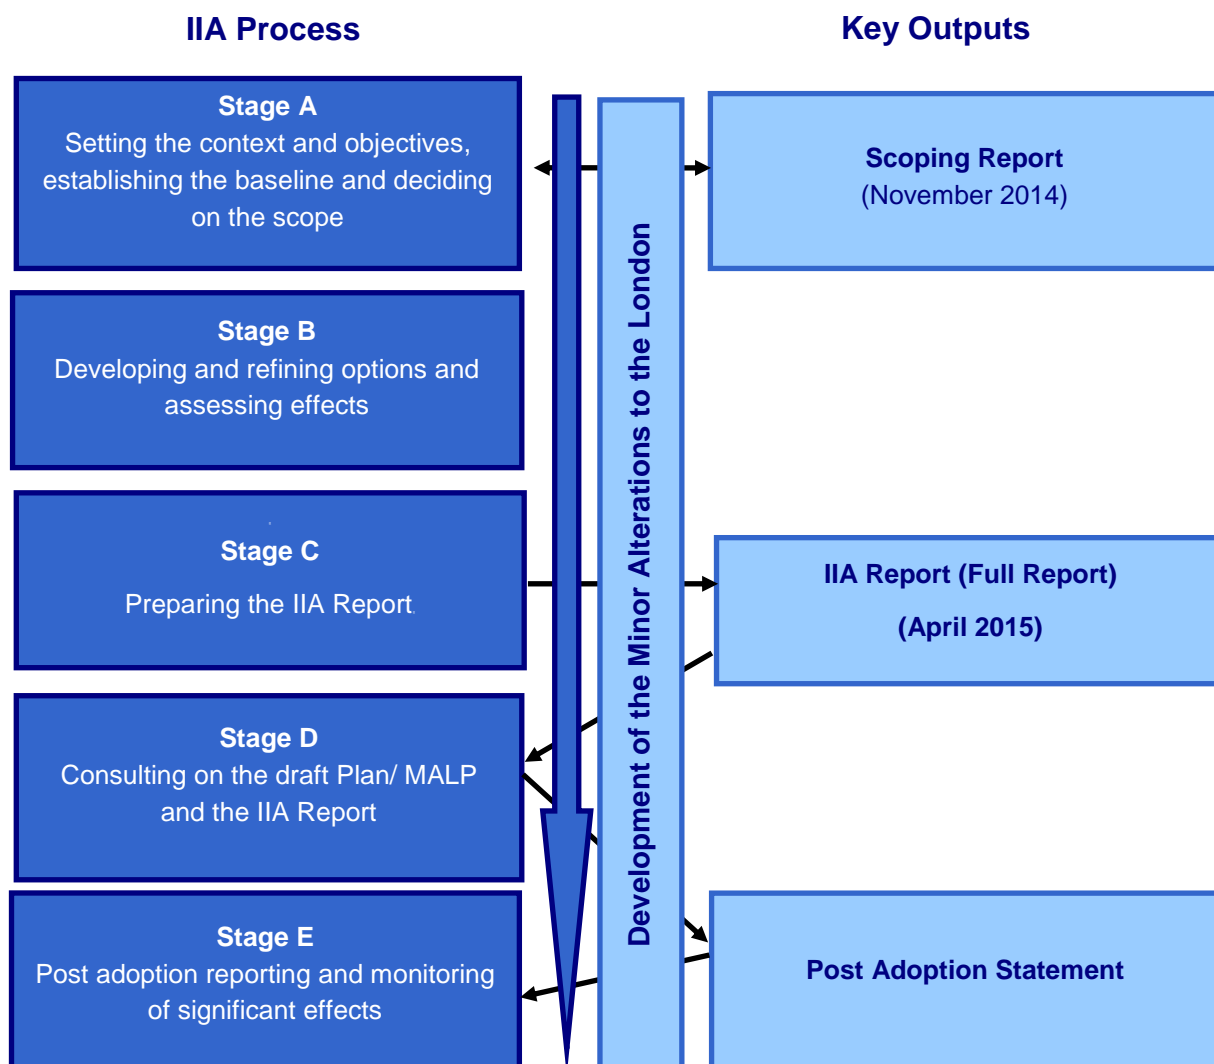 IIA Process
Key Outputs
Stage A
Setting the context and objectives,
establishing the baseline and deciding
on the scope
Scoping Report
(November 2014)
Stage B
Developing and refining options and
assessing effects
Stage C
Preparing the IIA Report.
IIA Report (Full Report)
(April 2015)
Stage D
Consulting on the draft Plan/ MALP
and the IIA Report
Stage E
Post adoption reporting and monitoring
of significant effects
Post Adoption Statement
Development of the Minor Alterations to the London